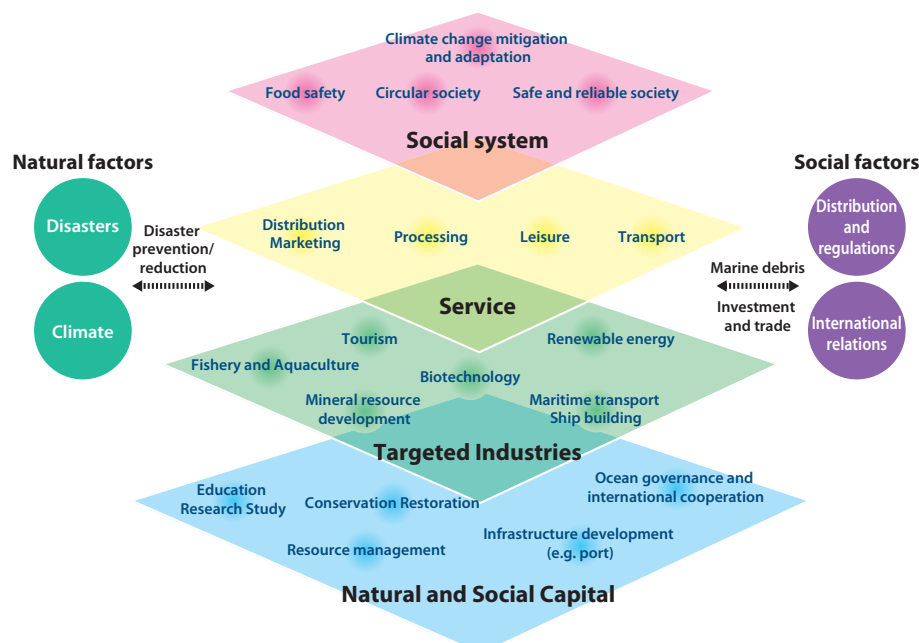 Climate change mitigation
and adaptation
Food safety
Circular society
Safe and reliable society
Social system
Natural factors
Disasters
Climate
Disaster
prevention/
reduction
Distribution
Marketing
Processing
Leisure
Transport
Service
Social factors
Distribution
and
regulations
International
relations
Marine debris
Investment
and trade
Tourism
Renewable energy
Fishery and Aquaculture
Biotechnology
Mineral resource
development
Maritime transport
Ship building
Targeted Industries
Education
Research Study
Conservation Restoration
Ocean governance and
international cooperation
Resource management
Infrastructure development
(e.g. port)
Natural and Social Capital